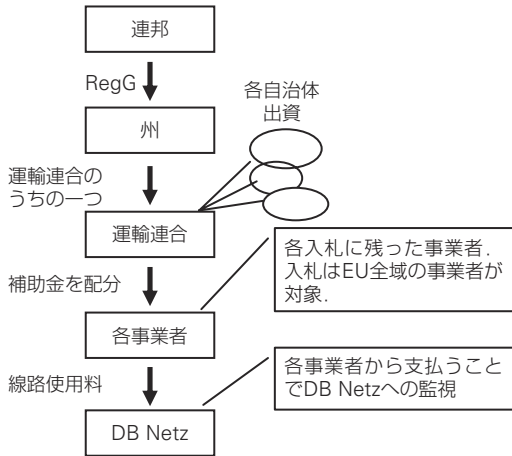 連邦
RegG
各自治体
出資
州
運輸連合の
うちの一つ
運輸連合
各入札に残った事業者．
入札はEU全域の事業者が
対象．
補助金を配分
各事業者
各事業者から支払うこと
でDB Netzへの監視
線路使用料
DB Netz